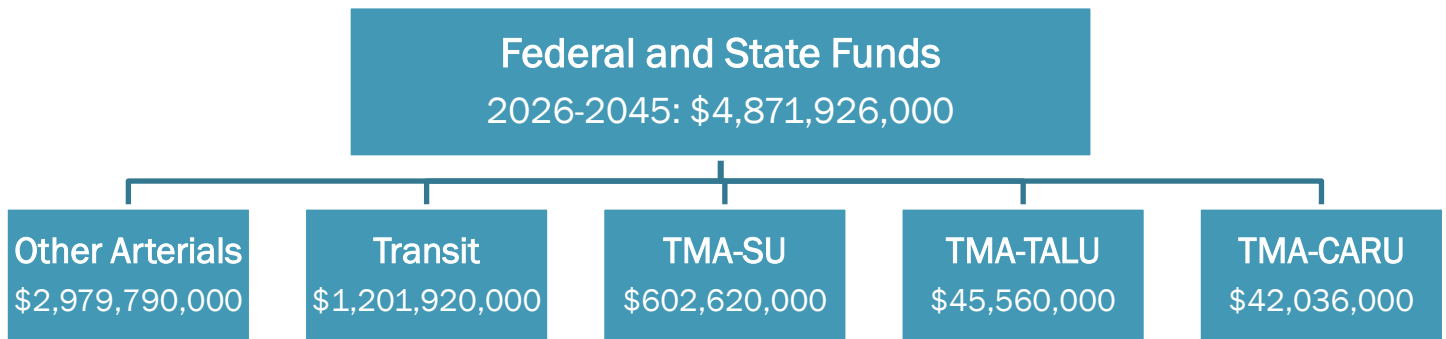 Federal and State Funds
2026-2045: $4,871,926,000
Other Arterials
$2,979,790,000
Transit
$1,201,920,000
TMA-SU
$602,620,000
TMA-TALU
$45,560,000
TMA-CARU
$42,036,000